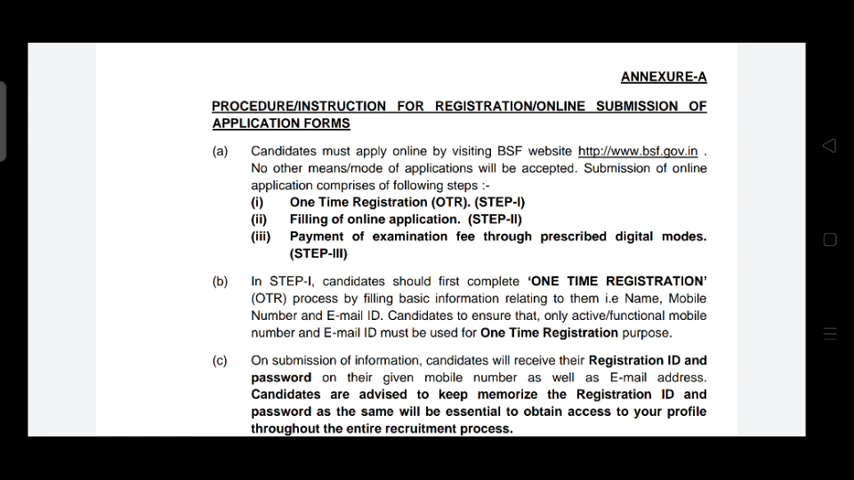 ANNEXURE-A
PROCEDURE/INSTRUCTION FOR REGISTRATION/ONLINE SUBMISSION OF
APPLICATION FORMS
(a) Candidates must apply online by visiting BSF website http://www.bsf.gov.in .
No other means/mode of applications will be accepted. Submission of online
application comprises of following steps :-
(i) One Time Registration (OTR). (STEP-I)
(ii) Filling of online application. (STEP-II)
(iii) Payment of examination fee through prescribed digital modes.
(STEP-III)
(b) In STEP-I, candidates should first complete ‘ONE TIME REGISTRATION’
(OTR) process by filling basic information relating to them i.e Name, Mobile
Number and E-mail ID. Candidates to ensure that, only active/functional mobile
number and E-mail ID must be used for One Time Registration purpose.
(c) On submission of information, candidates will receive their Registration ID and
password on their given mobile number as well as E-mail address.
Candidates are advised to keep memorize the Registration ID and
password as the same will be essential to obtain access to your profile
throughout the entire recruitment process.